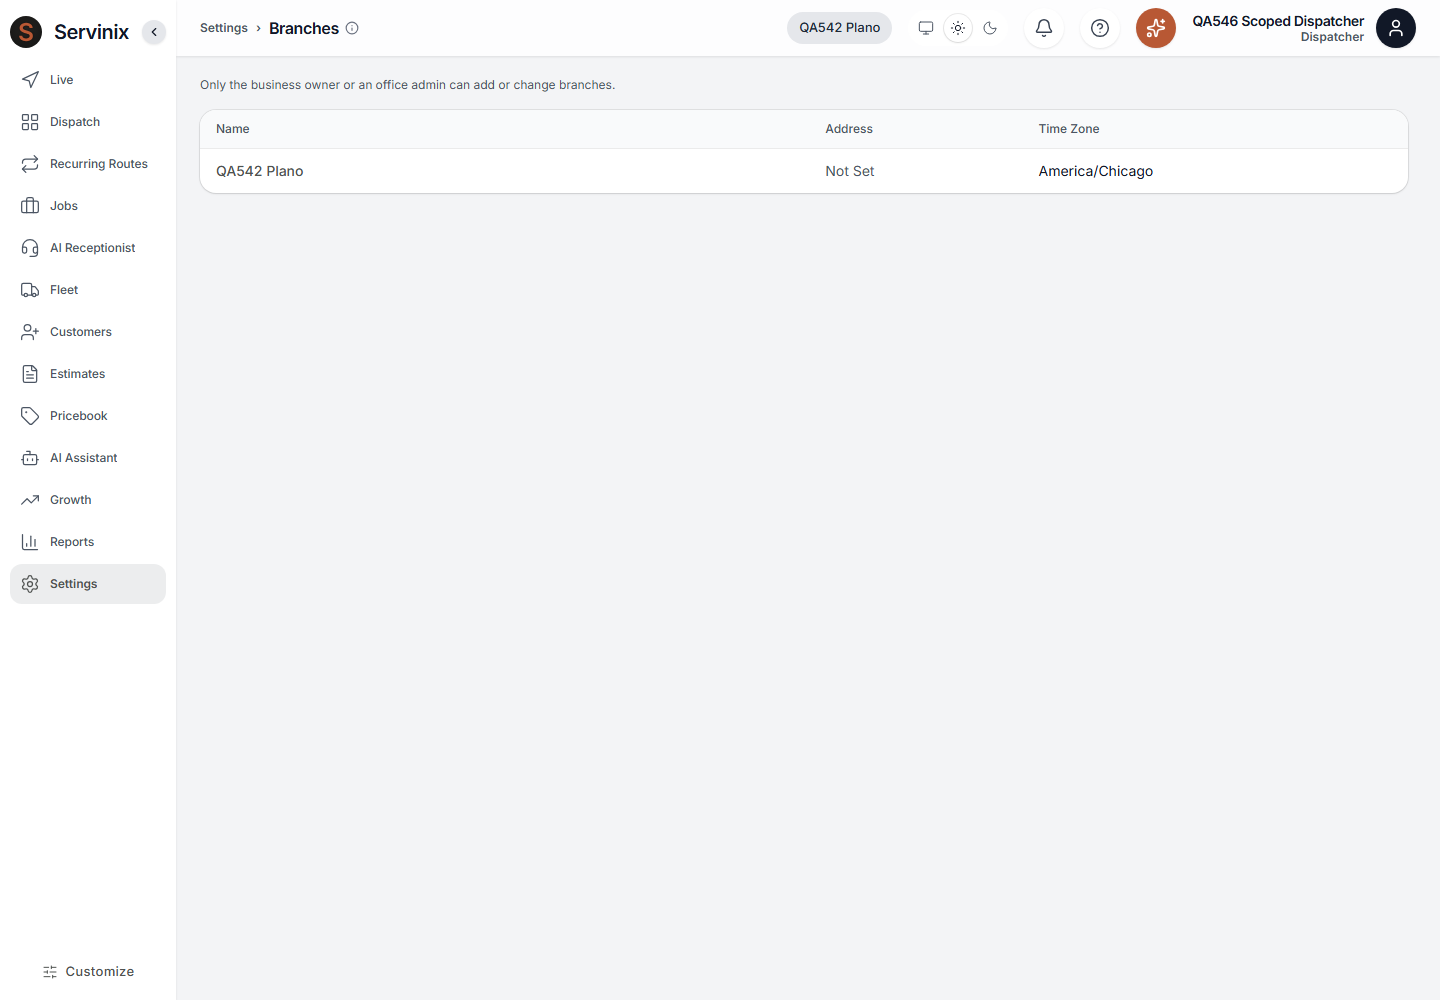 S Servinix
Settings › Branches
QA542 Plano
QA546 Scoped Dispatcher
Dispatcher
Live
Dispatch
Recurring Routes
Jobs
AI Receptionist
Fleet
Customers
Estimates
Pricebook
AI Assistant
Growth
Reports
Settings
Customize
Only the business owner or an office admin can add or change branches.
Name Address Time Zone
QA542 Plano Not Set America/Chicago